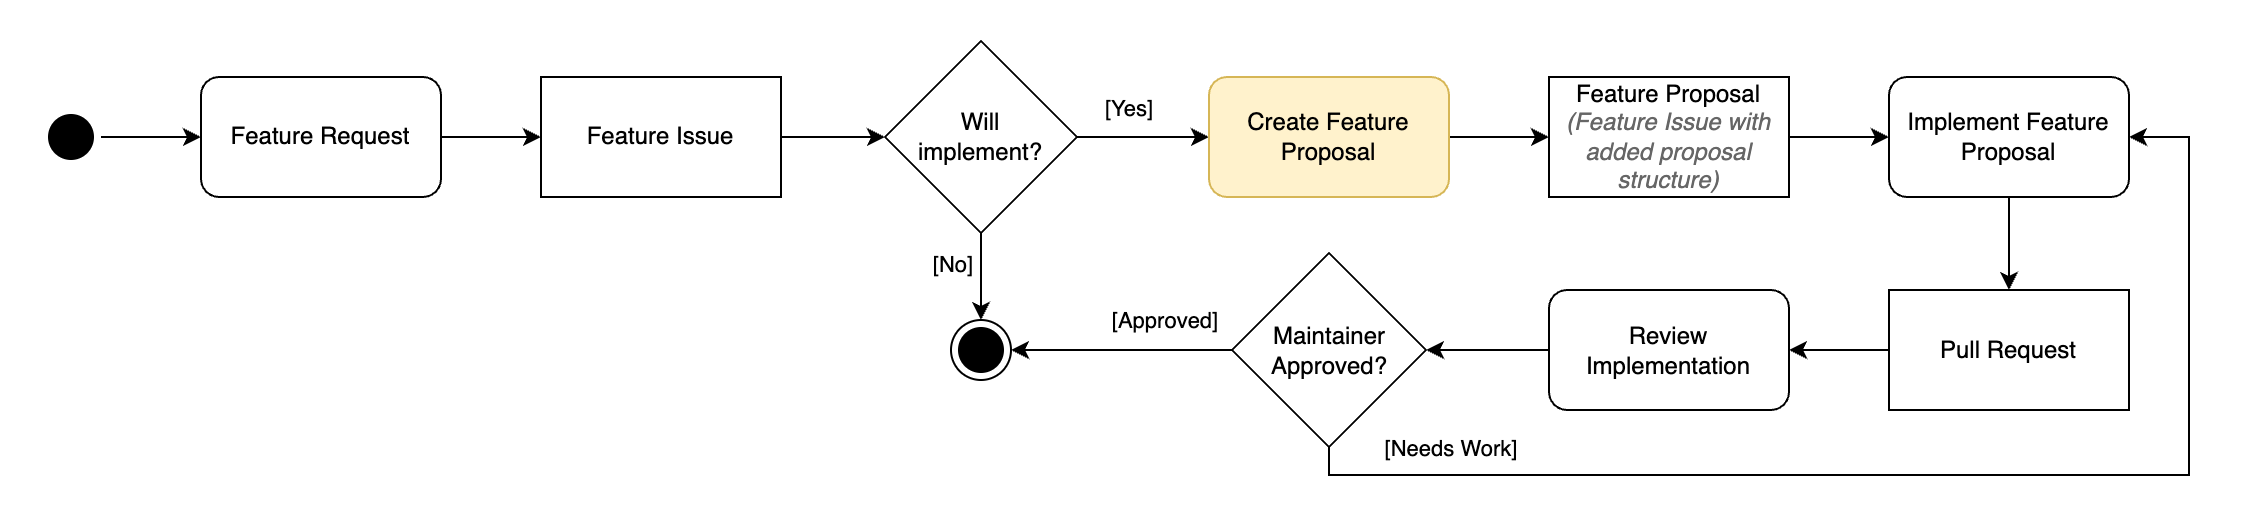 Feature Request
Feature Issue
Will
implement?
[Yes]
Create Feature
Proposal
Feature Proposal
(Feature Issue with
added proposal
structure)
Implement Feature
Proposal
[No]
[Approved]
Maintainer
Approved?
Review
Implementation
Pull Request
[Needs Work]